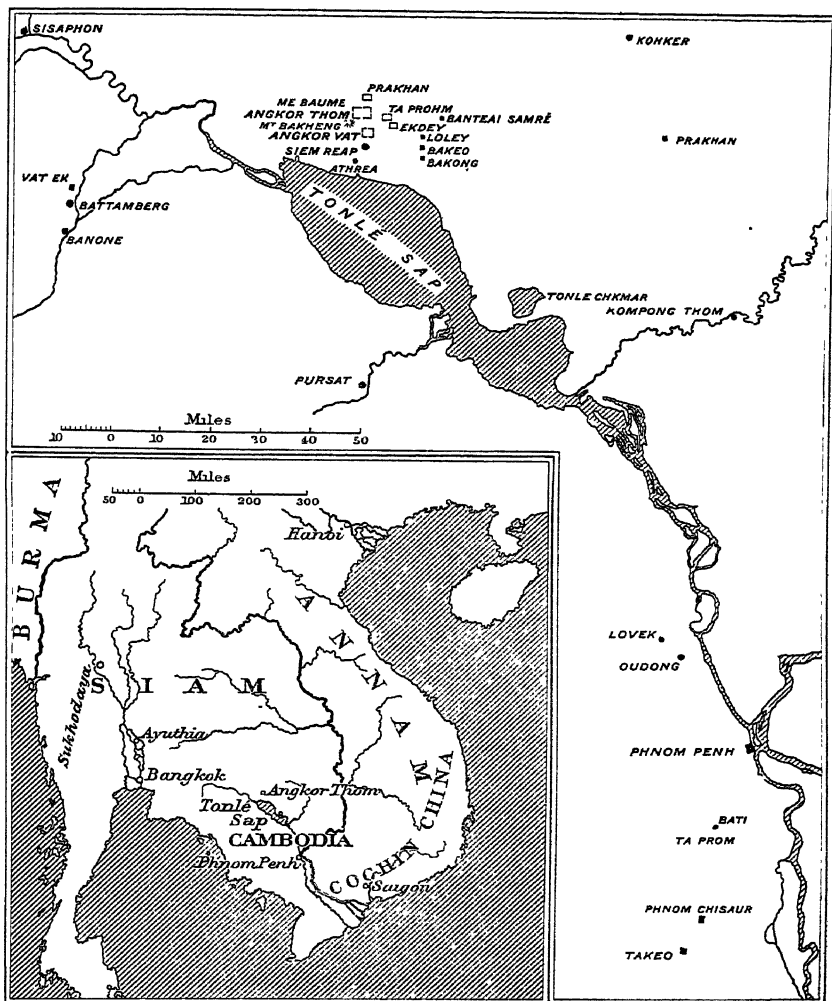 SISAPHON
KOHKER
PRAKHAN
ME BAUME
TA PROHM
ANGKOR THOM
BANTEAI SAMRÉ
Mt BAKHENG
EKDEY
ANGKOR VAT
LOLEY
PRAKHAN
SIEM REAP
BAKEO
ATHREA
BAKONG
VAT EK
BATTAMBERG
BANONE
TONLÉ SAP
TONLE CHKMAR
KOMPONG THOM
PURSAT
Miles
10 0 10 20 30 40 50
LOVEK
OUDONG
PHNOM PENH
BATI
TA PROM
PHNOM CHISAUR
TAKEO
Miles
50 0 100 200 300
BURMA
Hanoi
ANNAM
SIAM
Sukhodaya
Ayuthia
Bangkok
Angkor Thom
Tonlé
Sap
CAMBODIA
Phnom Penh
COCHIN CHINA
Saigon